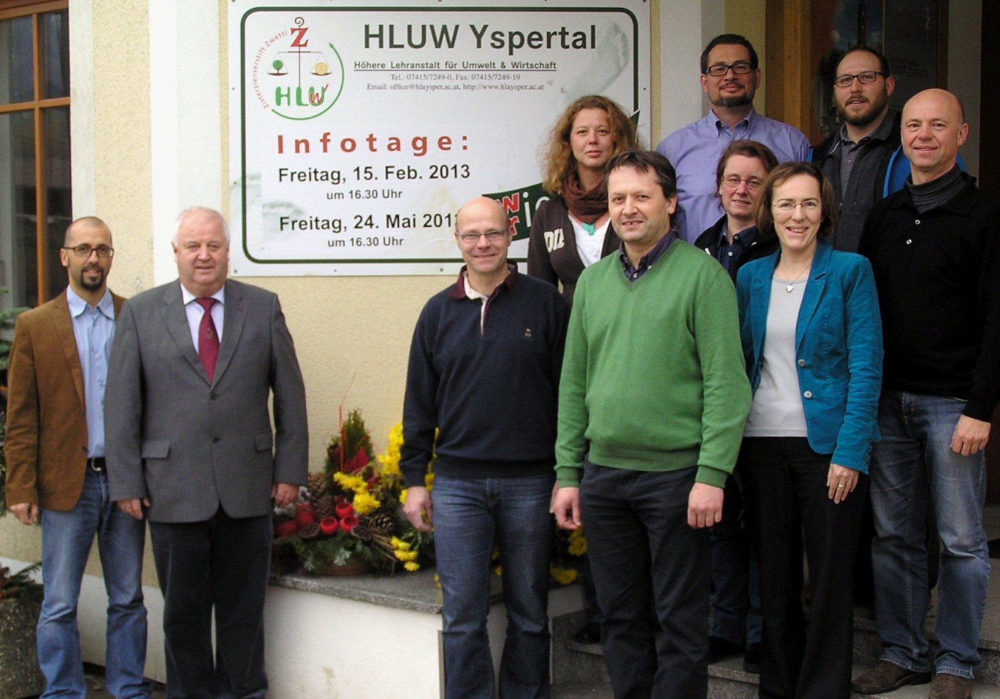 Zisterzienserstift Zwettl
Z
HLUW
HLUW Yspertal
Höhere Lehranstalt für Umwelt & Wirtschaft
Tel.: 07415/7249-0, Fax: 07415/7249-19
Email: office@hlaysper.ac.at, http://www.hlaysper.ac.at
Infotage:
Freitag, 15. Feb. 2013
um 16.30 Uhr
Freitag, 24. Mai 201
um 16.30 Uhr